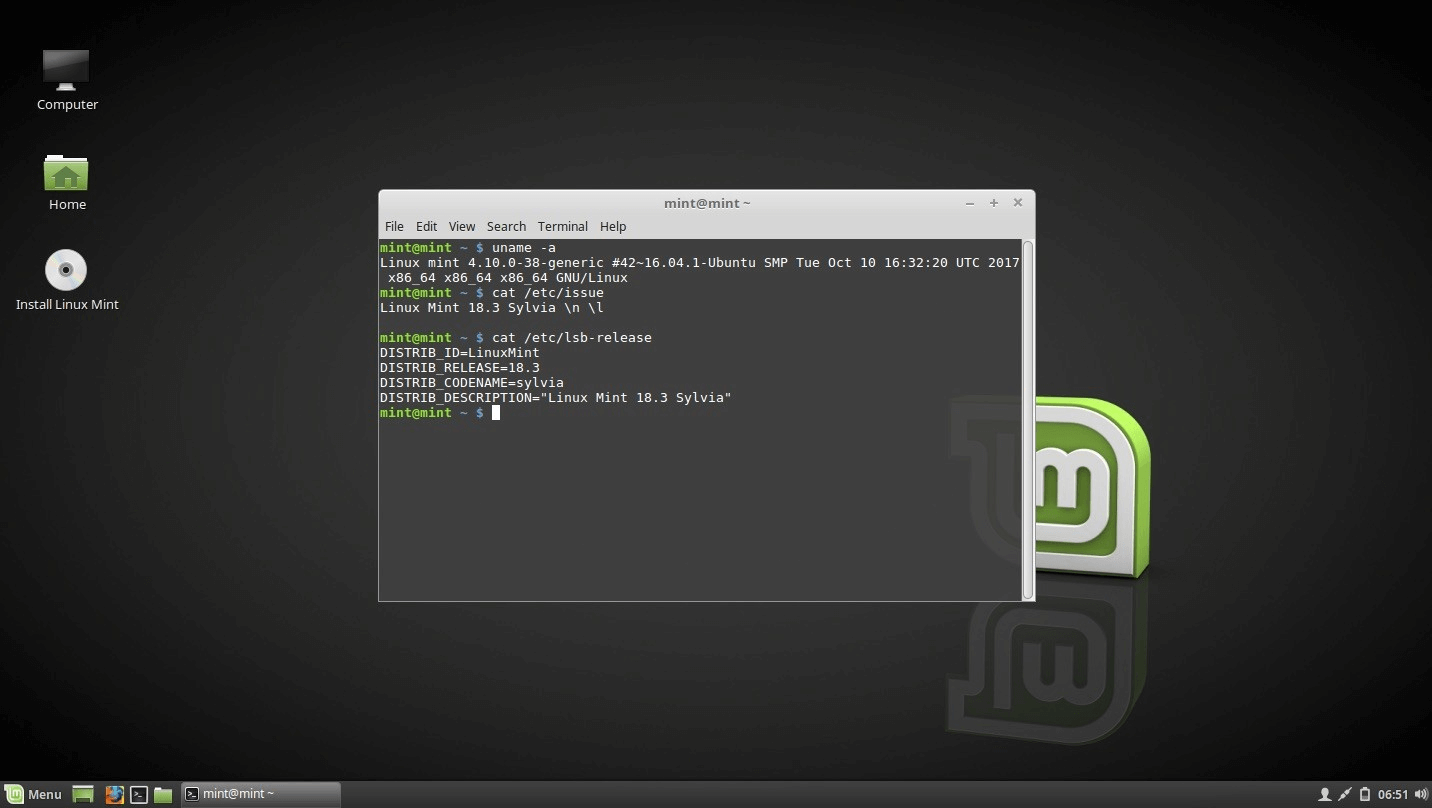 Computer
Home
Install Linux Mint
mint@mint ~
File Edit View Search Terminal Help
mint@mint ~ $ uname -a
Linux mint 4.10.0-38-generic #42~16.04.1-Ubuntu SMP Tue Oct 10 16:32:20 UTC 2017
 x86_64 x86_64 x86_64 GNU/Linux
mint@mint ~ $ cat /etc/issue
Linux Mint 18.3 Sylvia \n \l
mint@mint ~ $ cat /etc/lsb-release
DISTRIB_ID=LinuxMint
DISTRIB_RELEASE=18.3
DISTRIB_CODENAME=sylvia
DISTRIB_DESCRIPTION="Linux Mint 18.3 Sylvia"
mint@mint ~ $
Menu mint@mint ~ 06:51